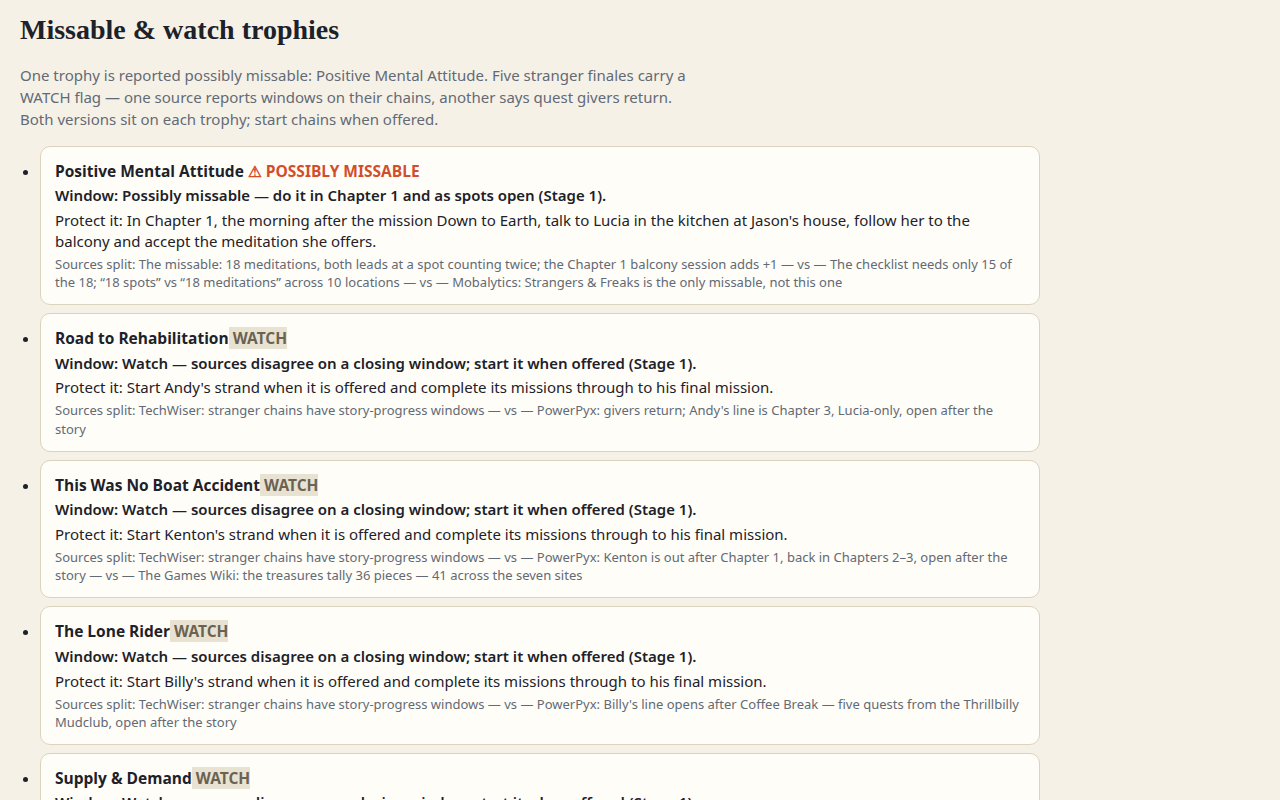 Missable & watch trophies
One trophy is reported possibly missable: Positive Mental Attitude. Five stranger finales carry a
WATCH flag — one source reports windows on their chains, another says quest givers return.
Both versions sit on each trophy; start chains when offered.
Positive Mental Attitude ⚠ POSSIBLY MISSABLE
Window: Possibly missable — do it in Chapter 1 and as spots open (Stage 1).
Protect it: In Chapter 1, the morning after the mission Down to Earth, talk to Lucia in the kitchen at Jason's house, follow her to the
balcony and accept the meditation she offers.
Sources split: The missable: 18 meditations, both leads at a spot counting twice; the Chapter 1 balcony session adds +1 — vs — The checklist needs only 15 of
the 18; “18 spots” vs “18 meditations” across 10 locations — vs — Mobalytics: Strangers & Freaks is the only missable, not this one
Road to Rehabilitation WATCH
Window: Watch — sources disagree on a closing window; start it when offered (Stage 1).
Protect it: Start Andy's strand when it is offered and complete its missions through to his final mission.
Sources split: TechWiser: stranger chains have story-progress windows — vs — PowerPyx: givers return; Andy's line is Chapter 3, Lucia-only, open after the
story
This Was No Boat Accident WATCH
Window: Watch — sources disagree on a closing window; start it when offered (Stage 1).
Protect it: Start Kenton's strand when it is offered and complete its missions through to his final mission.
Sources split: TechWiser: stranger chains have story-progress windows — vs — PowerPyx: Kenton is out after Chapter 1, back in Chapters 2–3, open after the
story — vs — The Games Wiki: the treasures tally 36 pieces — 41 across the seven sites
The Lone Rider WATCH
Window: Watch — sources disagree on a closing window; start it when offered (Stage 1).
Protect it: Start Billy's strand when it is offered and complete its missions through to his final mission.
Sources split: TechWiser: stranger chains have story-progress windows — vs — PowerPyx: Billy's line opens after Coffee Break — five quests from the Thrillbilly
Mudclub, open after the story
Supply & Demand WATCH